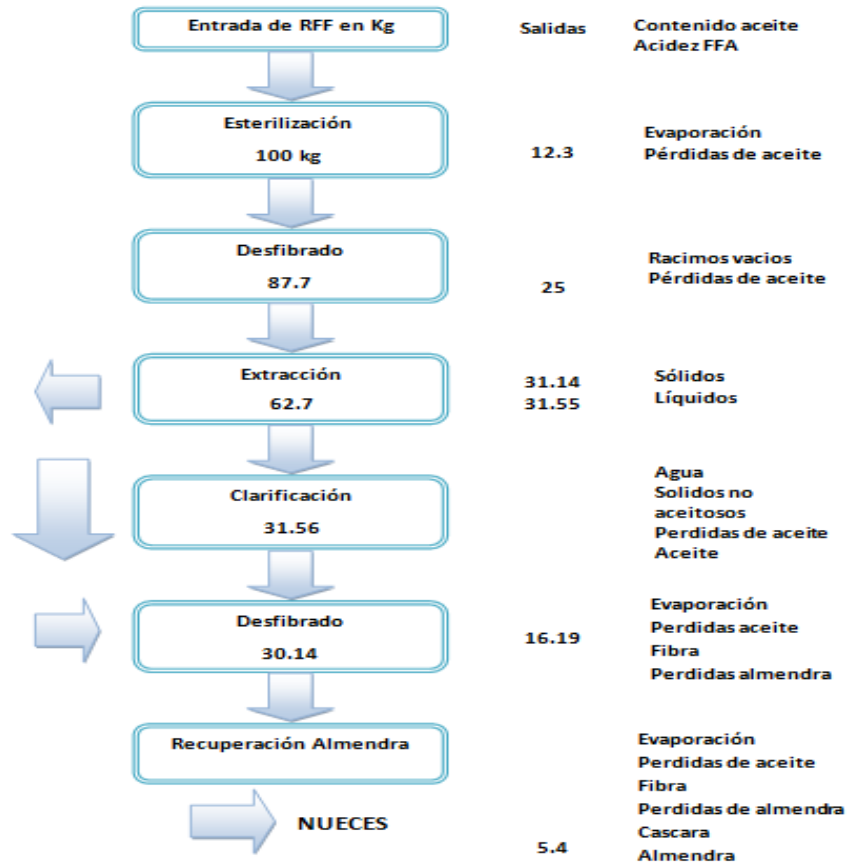 Entrada de RFF en Kg
Salidas
Contenido aceite
Acidez FFA
Esterilización
100 kg
12.3
Evaporación
Pérdidas de aceite
Desfibrado
87.7
25
Racimos vacios
Pérdidas de aceite
Extracción
62.7
31.14
31.55
Sólidos
Líquidos
Clarificación
31.56
Agua
Solidos no
aceitosos
Perdidas de aceite
Aceite
Desfibrado
30.14
16.19
Evaporación
Perdidas aceite
Fibra
Perdidas almendra
Recuperación Almendra
NUECES
5.4
Evaporación
Perdidas de aceite
Fibra
Perdidas de almendra
Cascara
Almendra